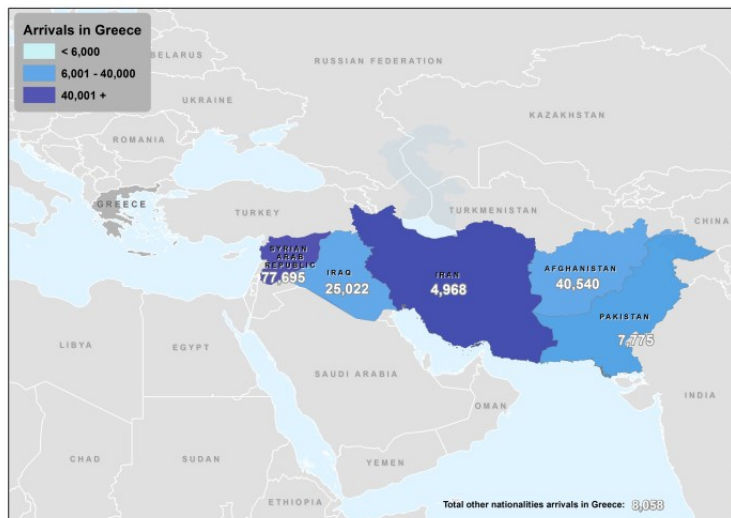 Arrivals in Greece
< 6,000
6,001 - 40,000
40,001 +
BELARUS
RUSSIAN FEDERATION
UKRAINE
KAZAKHSTAN
ROMANIA
GREECE
TURKEY
TURKMENISTAN
CHINA
SYRIAN
ARAB
REPUBLIC
77,695
IRAQ
25,022
IRAN
4,968
AFGHANISTAN
40,540
PAKISTAN
7,775
LIBYA
EGYPT
SAUDI ARABIA
OMAN
INDIA
CHAD
SUDAN
YEMEN
ETHIOPIA
Total other nationalities arrivals in Greece: 8,058